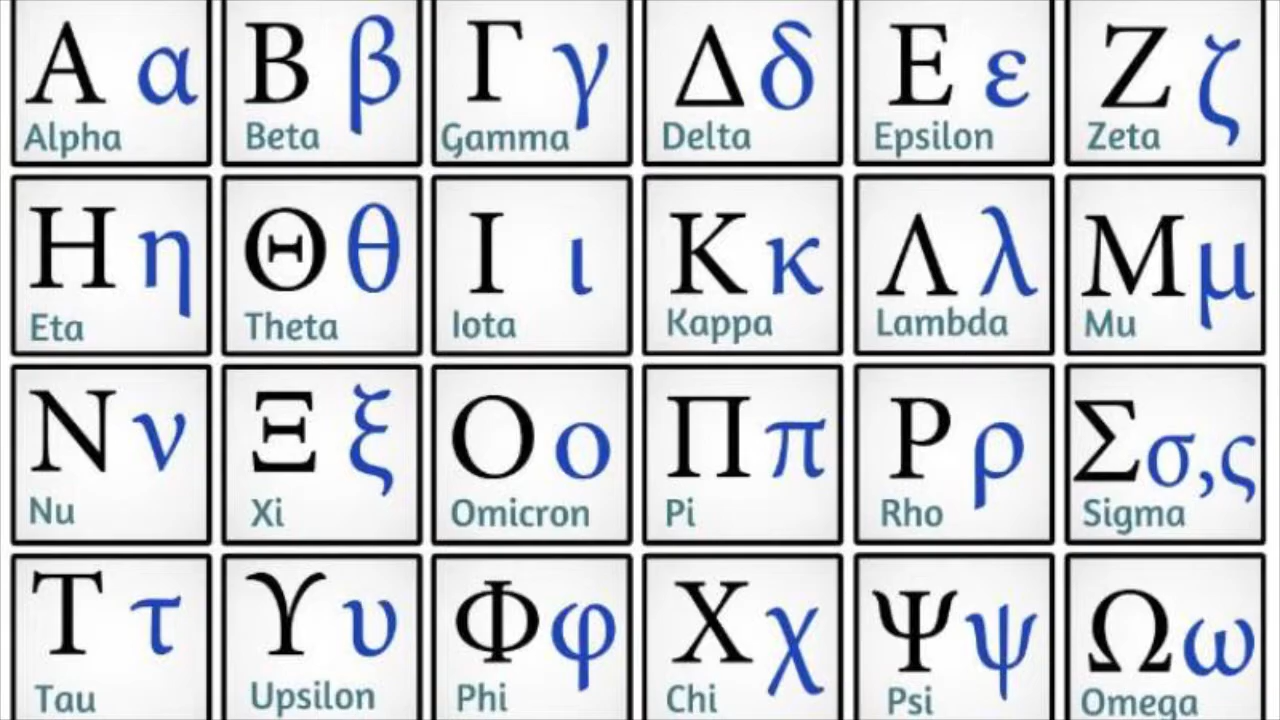 Α α Β β Γ γ Δ δ Ε ε Ζ ζ
Alpha Beta Gamma Delta Epsilon Zeta
Η η Θ θ Ι ι Κ κ Λ λ Μ μ
Eta Theta Iota Kappa Lambda Mu
Ν ν Ξ ξ Ο ο Π π Ρ ρ Σ σ,ς
Nu Xi Omicron Pi Rho Sigma
Τ τ ϒ υ Φ φ Χ χ Ψ ψ Ω ω
Tau Upsilon Phi Chi Psi Omega